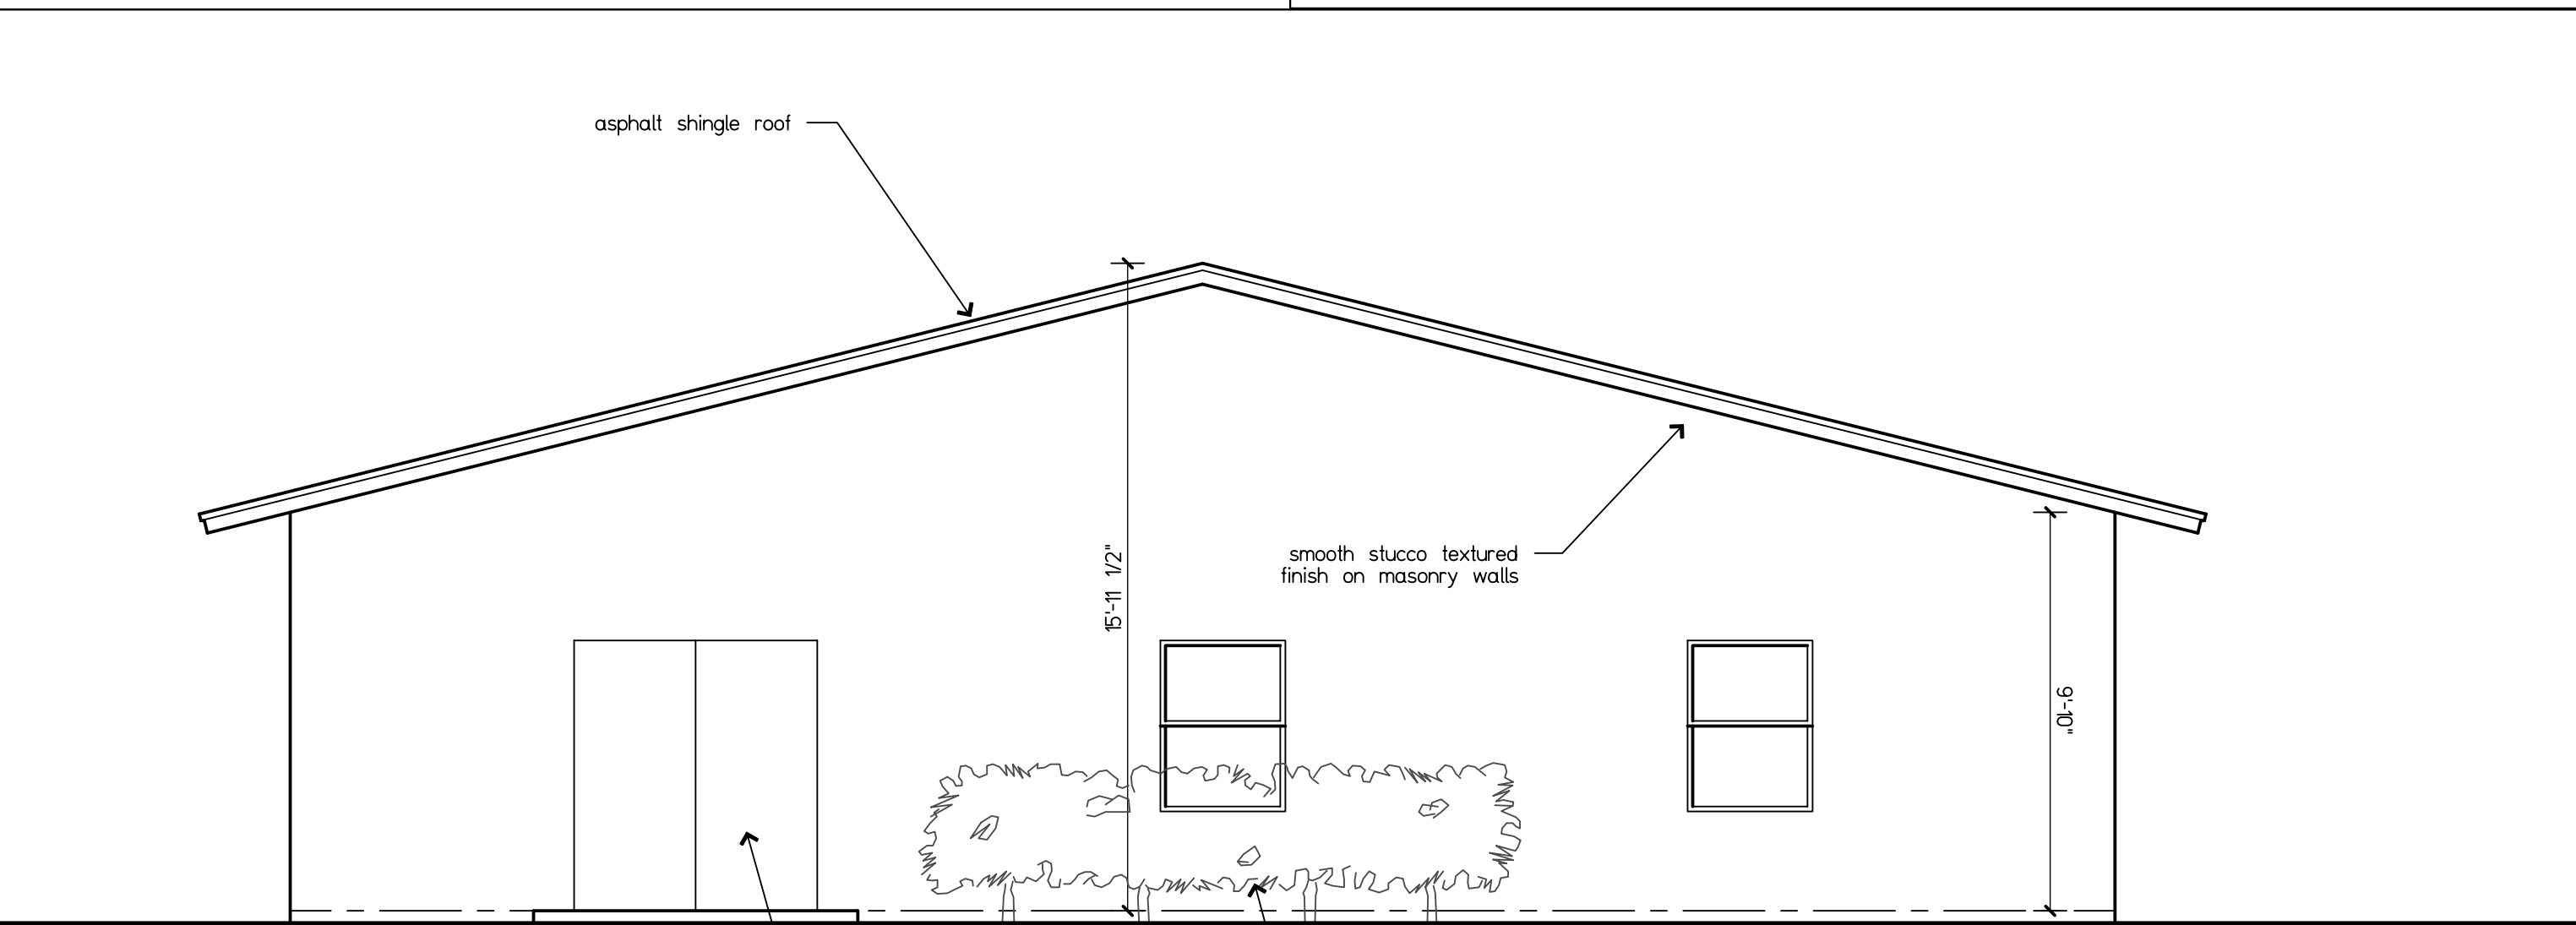 asphalt shingle roof
smooth stucco textured
finish on masonry walls
15'-11 1/2"
9'-10"